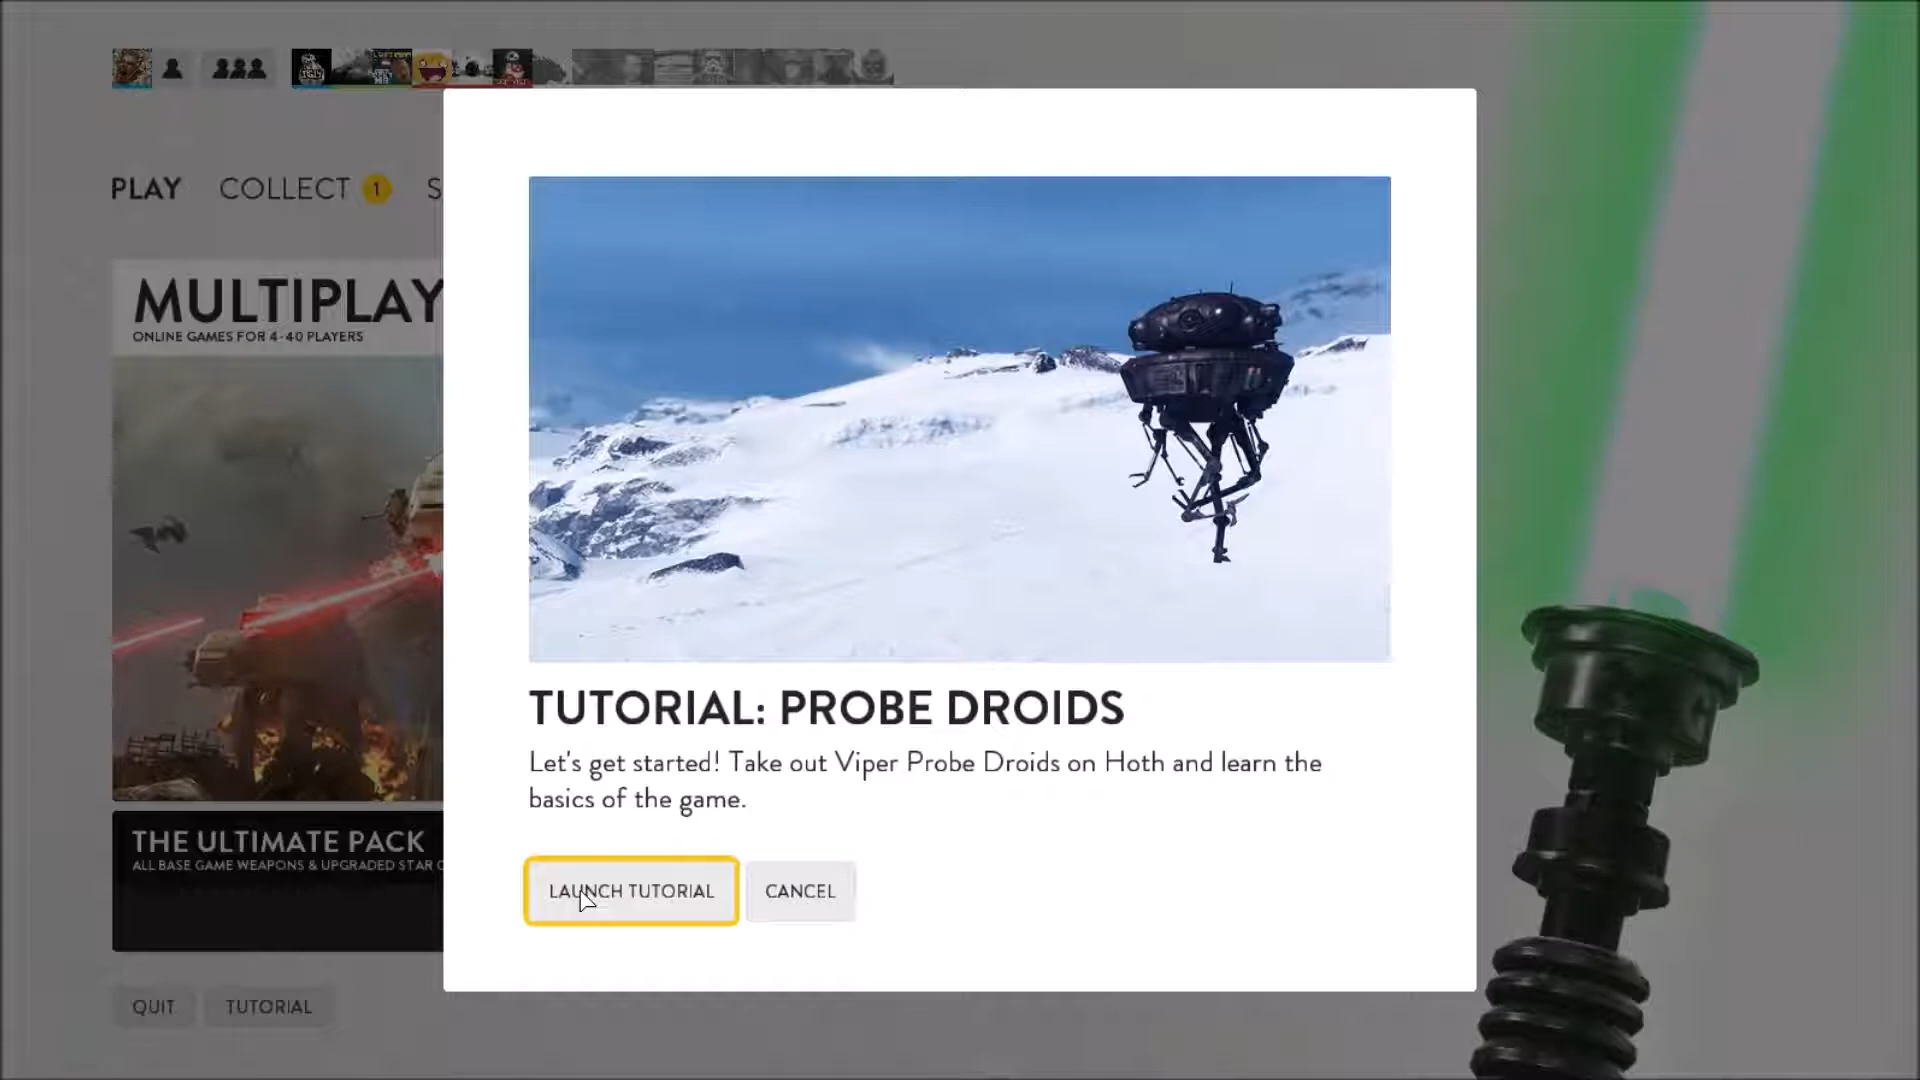 PLAY COLLECT 1 S
MULTIPLAY
ONLINE GAMES FOR 4-40 PLAYERS
THE ULTIMATE PACK
ALL BASE GAME WEAPONS & UPGRADED STAR
TUTORIAL: PROBE DROIDS
Let's get started! Take out Viper Probe Droids on Hoth and learn the
basics of the game.
LAUNCH TUTORIAL CANCEL
QUIT TUTORIAL